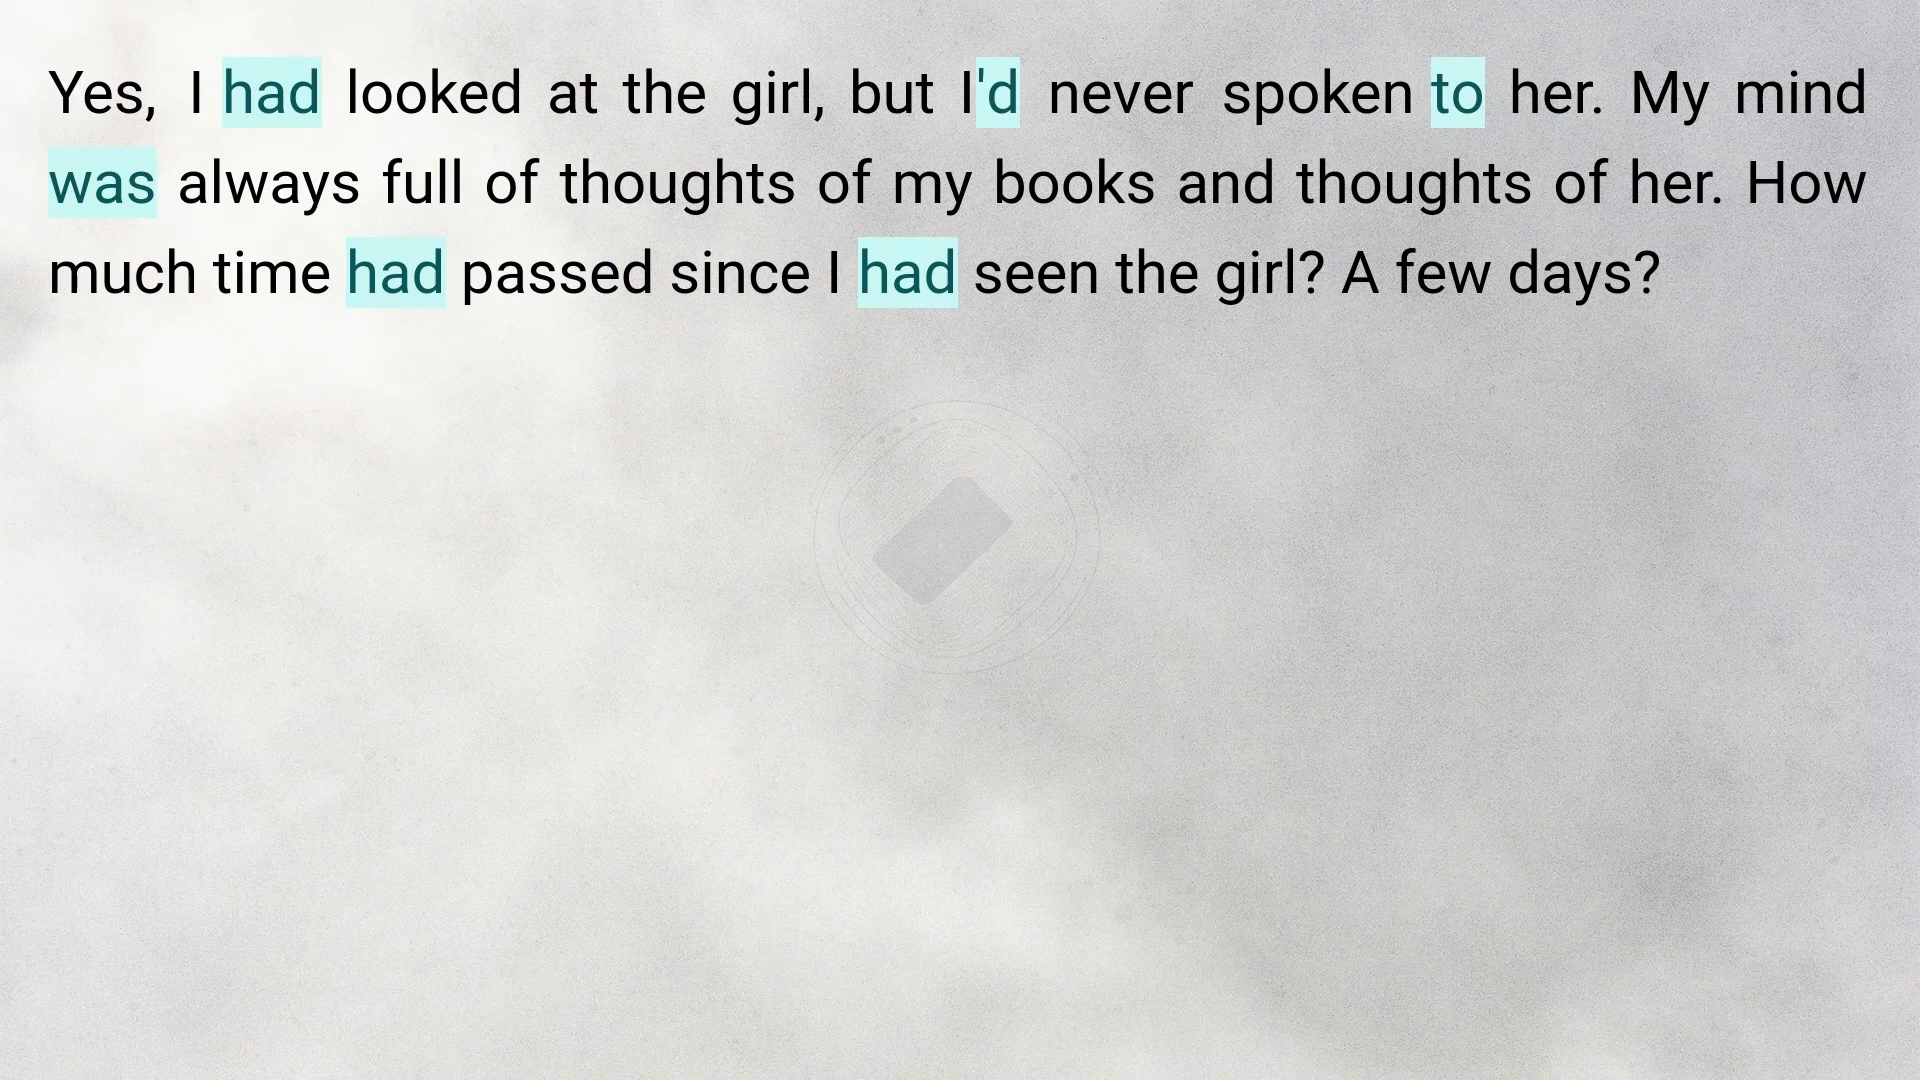 Yes, I had looked at the girl, but I'd never spoken to her. My mind
was always full of thoughts of my books and thoughts of her. How
much time had passed since I had seen the girl? A few days?